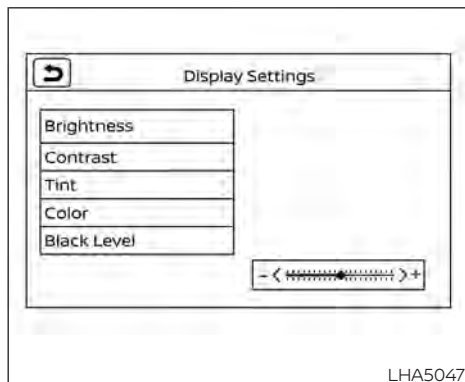 Display Settings
Brightness
Contrast
Tint
Color
Black Level
- < > +
LHA5047